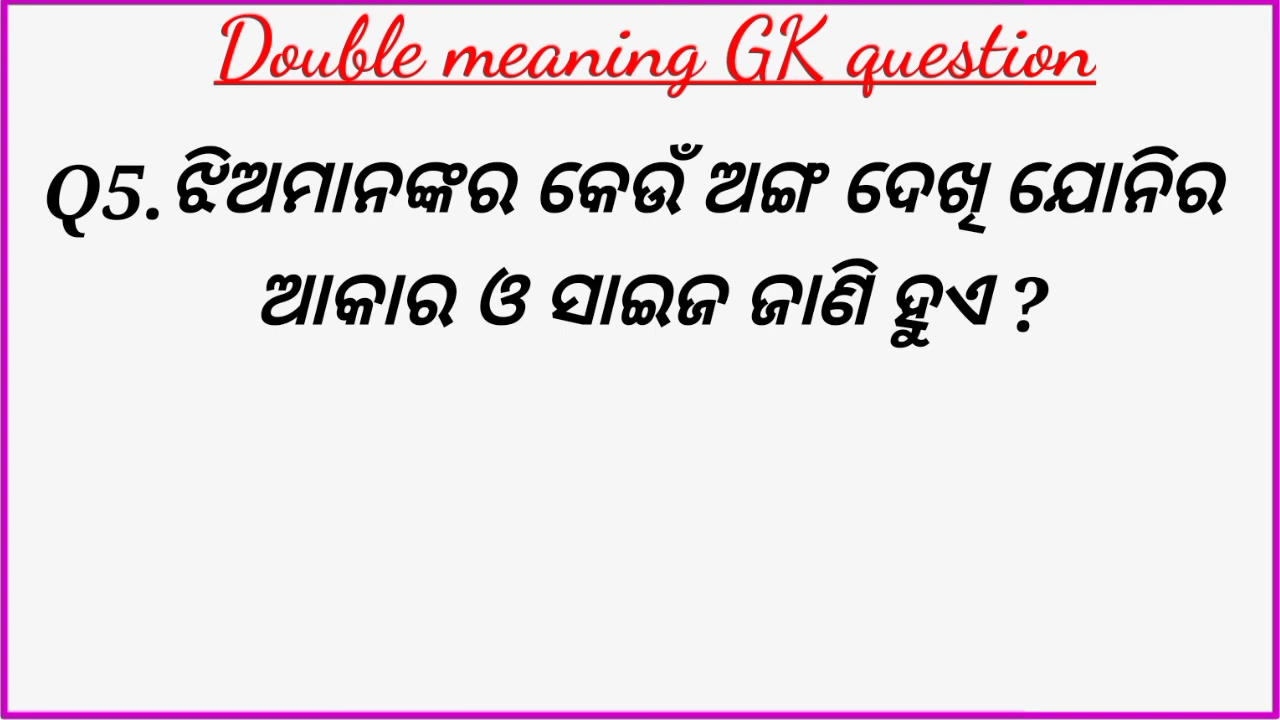 Double meaning GK question
Q5. ଝିଅମାନଙ୍କର କେଉଁ ଅଙ୍ଗ ଦେଖି ଯୋନିର
ଆକାର ଓ ସାଇଜ ଜାଣି ହୁଏ ?